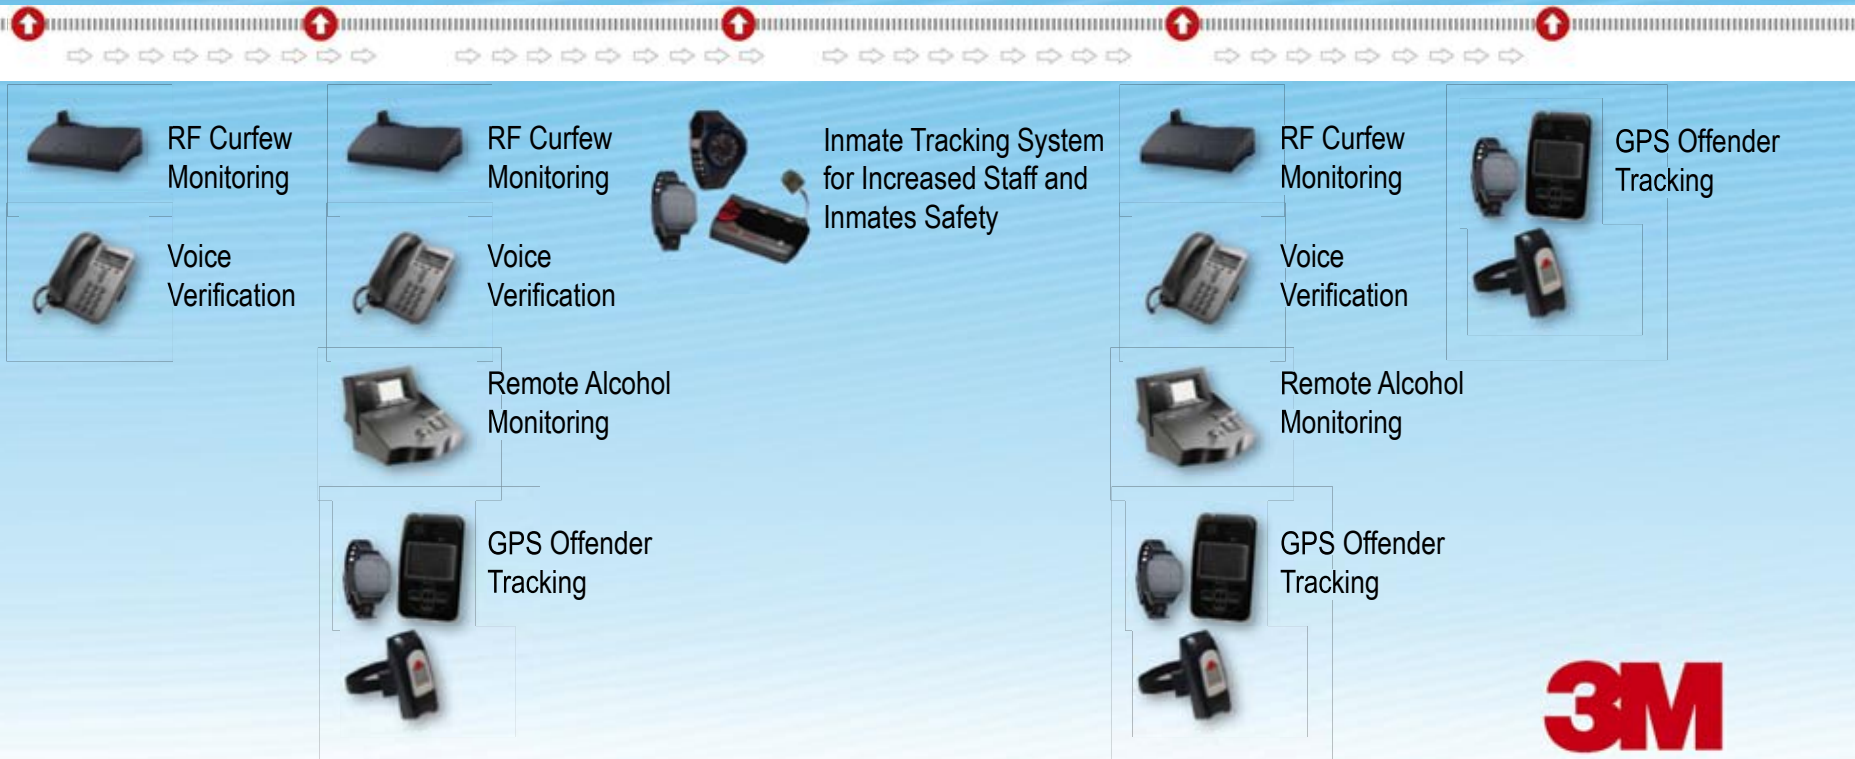 RF Curfew
Monitoring
Voice
Verification
RF Curfew
Monitoring
Voice
Verification
Remote Alcohol
Monitoring
GPS Offender
Tracking
Inmate Tracking System
for Increased Staff and
Inmates Safety
RF Curfew
Monitoring
Voice
Verification
Remote Alcohol
Monitoring
GPS Offender
Tracking
GPS Offender
Tracking
3M